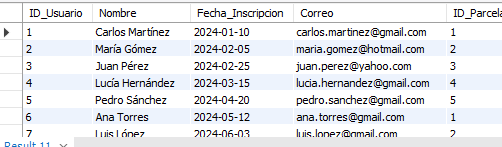 ID_Usuario Nombre Fecha_Inscripcion Correo ID_Parcela
1 Carlos Martínez 2024-01-10 carlos.martinez@gmail.com 1
2 María Gómez 2024-02-05 maria.gomez@hotmail.com 2
3 Juan Pérez 2024-02-25 juan.perez@yahoo.com 3
4 Lucía Hernández 2024-03-15 lucia.hernandez@gmail.com 4
5 Pedro Sánchez 2024-04-20 pedro.sanchez@gmail.com 5
6 Ana Torres 2024-05-12 ana.torres@gmail.com 1
7 Luis López 2024-06-03 luis.lopez@gmail.com 2
Result 11